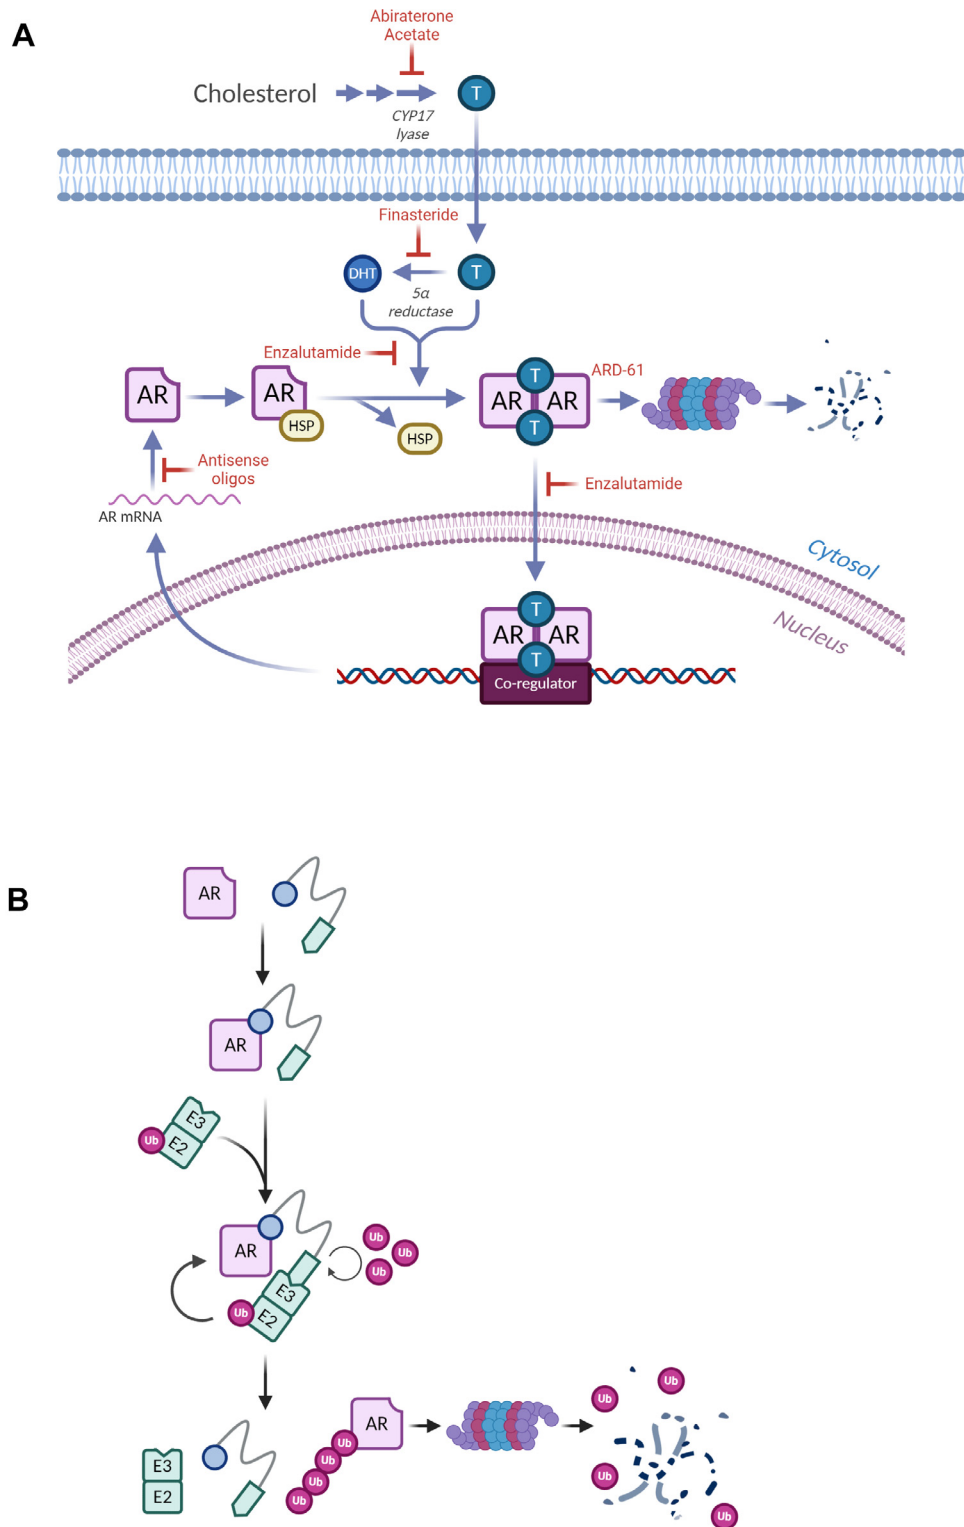 A
Abiraterone
Acetate
Cholesterol
T
CYP17
lyase
Finasteride
DHT
T
5α
reductase
Enzalutamide
ARD-61
T
AR
AR
AR
AR
HSP
T
HSP
Antisense
oligos
Enzalutamide
AR mRNA
Cytosol
Nucleus
T
AR
AR
T
Co-regulator
B
AR
AR
E3
E2
Ub
AR
Ub
Ub
Ub
E3
E2
Ub
Ub
Ub
AR
Ub
Ub
Ub
Ub
E3
E2
Ub
Ub